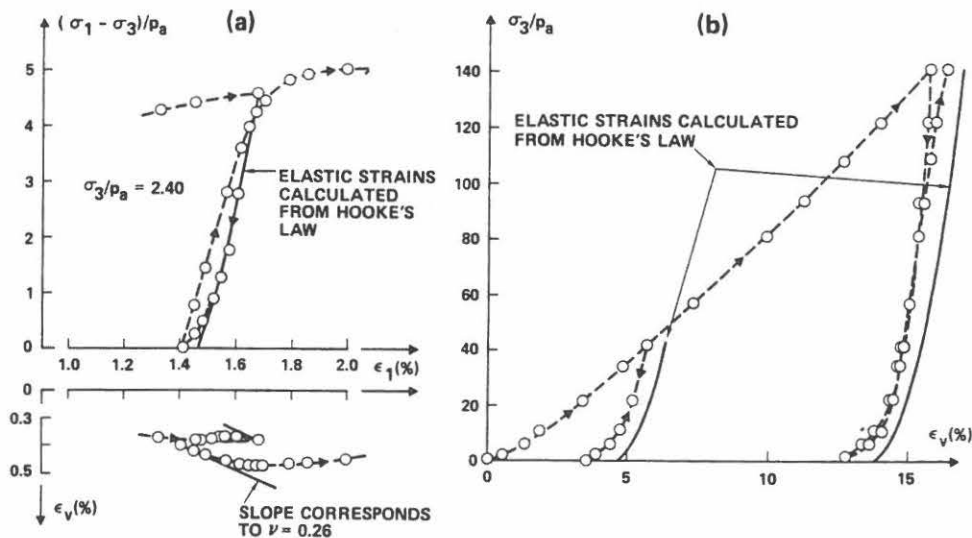 (σ₁ - σ₃)/pₐ
(a)
5
4
3
2
1
0
σ₃/pₐ = 2.40
ELASTIC STRAINS
CALCULATED
FROM HOOKE'S
LAW
1.0
1.2
1.4
1.6
1.8
2.0
ε₁(%)
0
0.3
0.5
εᵥ(%)
SLOPE CORRESPONDS
TO ν = 0.26
σ₃/pₐ
(b)
140
120
100
80
60
40
20
0
ELASTIC STRAINS CALCULATED
FROM HOOKE'S LAW
0
5
10
15
εᵥ(%)